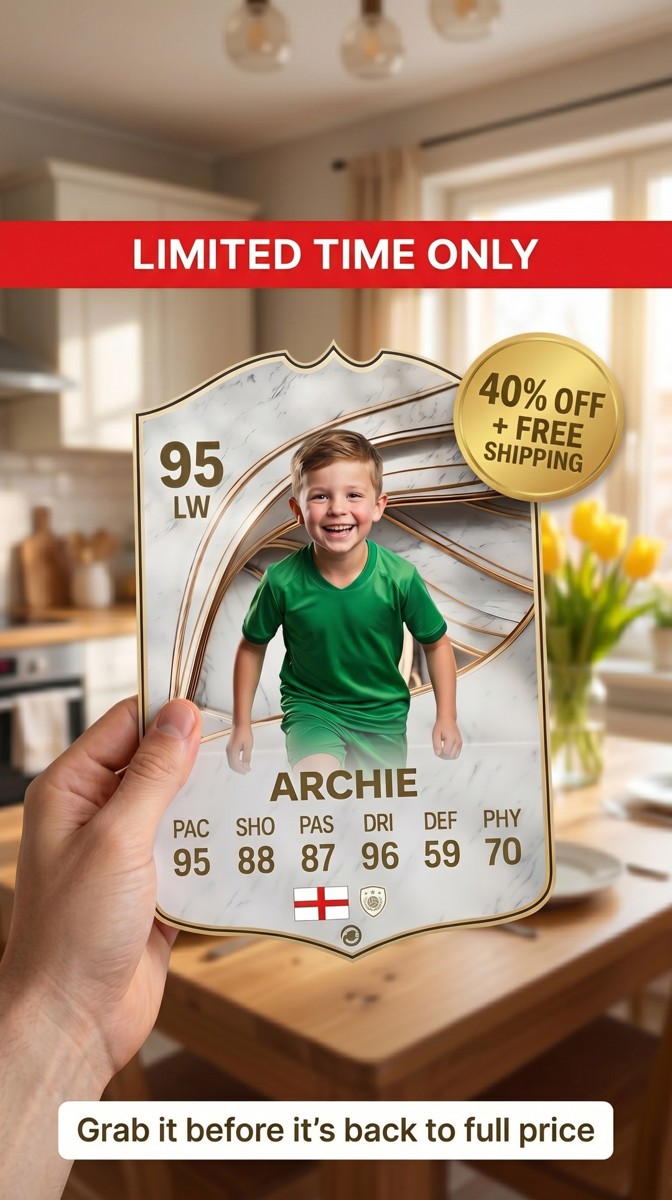 LIMITED TIME ONLY
40% OFF
+ FREE
SHIPPING
95
LW
ARCHIE
PAC SHO PAS DRI DEF PHY
95 88 87 96 59 70
Grab it before it's back to full price